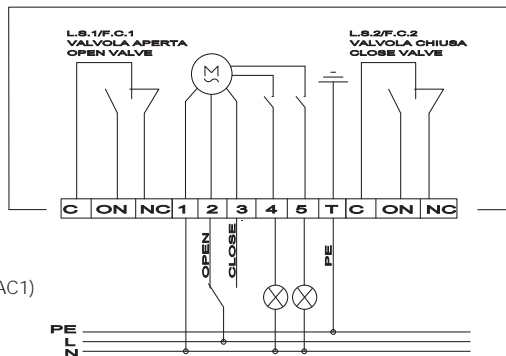 L.S.1/F.C.1
VALVOLA APERTA
OPEN VALVE
L.S.2/F.C.2
VALVOLA CHIUSA
CLOSE VALVE
M
C ON NC 1 2 3 4 5 T C ON NC
OPEN
CLOSE
PE
AC1)
PE
L
N